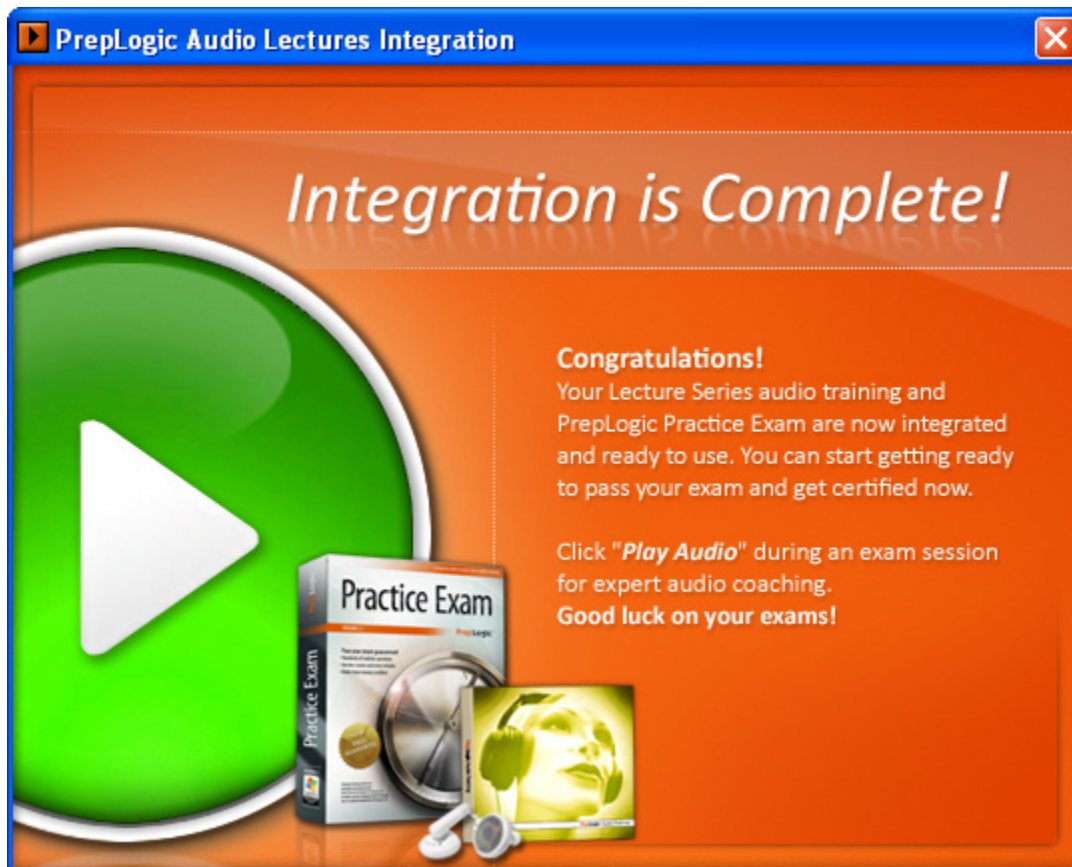 PrepLogic Audio Lectures Integration
Integration is Complete!
Congratulations!
Your Lecture Series audio training and
PrepLogic Practice Exam are now integrated
and ready to use. You can start getting ready
to pass your exam and get certified now.
Click "Play Audio" during an exam session
for expert audio coaching.
Good luck on your exams!
Practice Exam
PrepLogic
Practice Exam